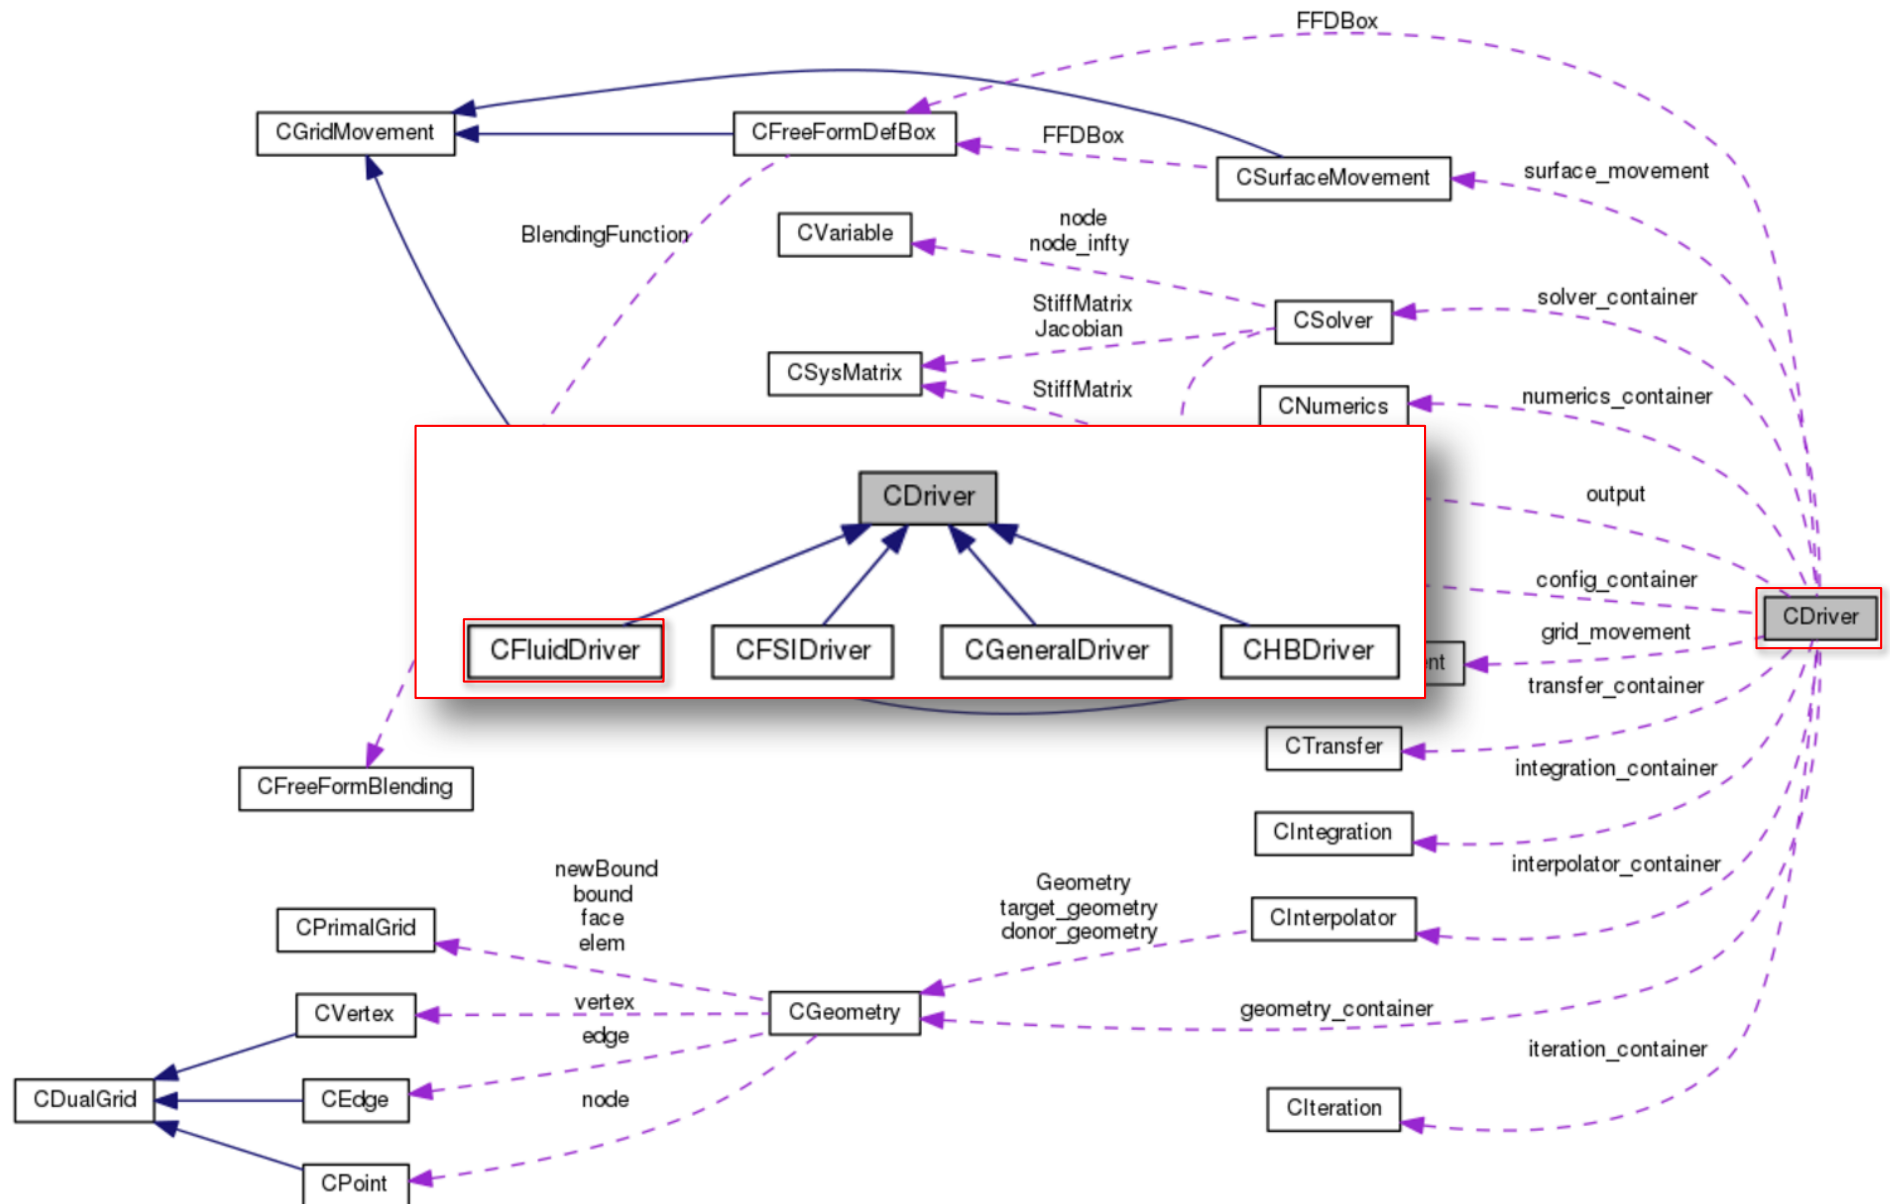 FFDBox
CGridMovement
CFreeFormDefBox
FFDBox
CSurfaceMovement
surface_movement
BlendingFunction
CVariable
node
node_infty
StiffMatrix
Jacobian
CSolver
solver_container
CSysMatrix
StiffMatrix
CNumerics
numerics_container
CDriver
output
config_container
CDriver
grid_movement
CFluidDriver
CFSIDriver
CGeneralDriver
CHBDriver
nt
transfer_container
CTransfer
integration_container
CFreeFormBlending
CIntegration
newBound
bound
face
elem
interpolator_container
Geometry
target_geometry
donor_geometry
CInterpolator
CPrimalGrid
CVertex
vertex
CGeometry
geometry_container
edge
iteration_container
CDualGrid
CEdge
node
CIteration
CPoint